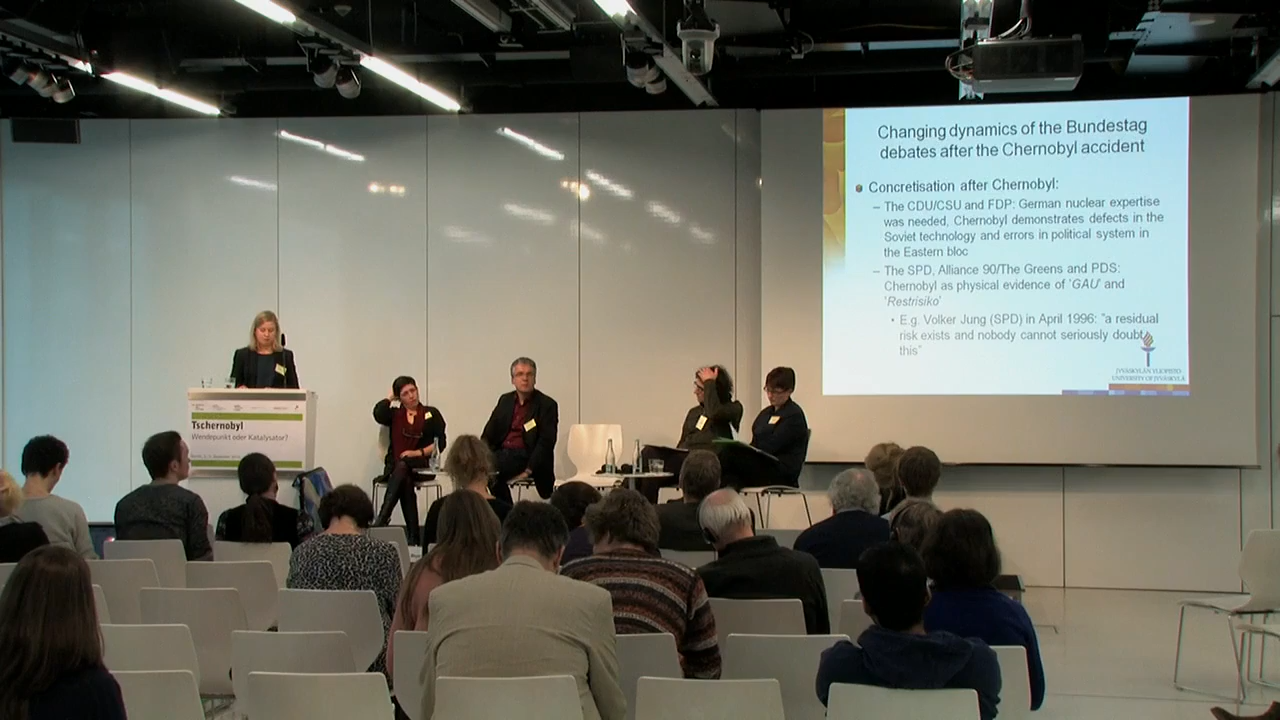 Changing dynamics of the Bundestag
debates after the Chernobyl accident
Concretisation after Chernobyl:
– The CDU/CSU and FDP: German nuclear expertise
was needed, Chernobyl demonstrates defects in the
Soviet technology and errors in political system in
the Eastern bloc
– The SPD, Alliance 90/The Greens and PDS:
Chernobyl as physical evidence of 'GAU' and
'Restrisiko'
• E.g. Volker Jung (SPD) in April 1996: "a residual
risk exists and nobody cannot seriously doubt
this"
JYVÄSKYLÄN YLIOPISTO
UNIVERSITY OF JYVÄSKYLÄ
Tschernobyl
Wendepunkt oder Katalysator?